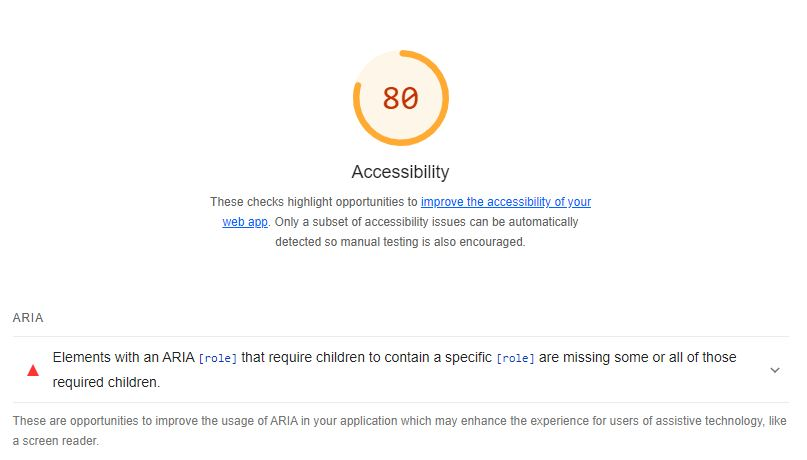 80
Accessibility
These checks highlight opportunities to improve the accessibility of your
web app. Only a subset of accessibility issues can be automatically
detected so manual testing is also encouraged.
ARIA
Elements with an ARIA [role] that require children to contain a specific [role] are missing some or all of those
required children.
These are opportunities to improve the usage of ARIA in your application which may enhance the experience for users of assistive technology, like
a screen reader.